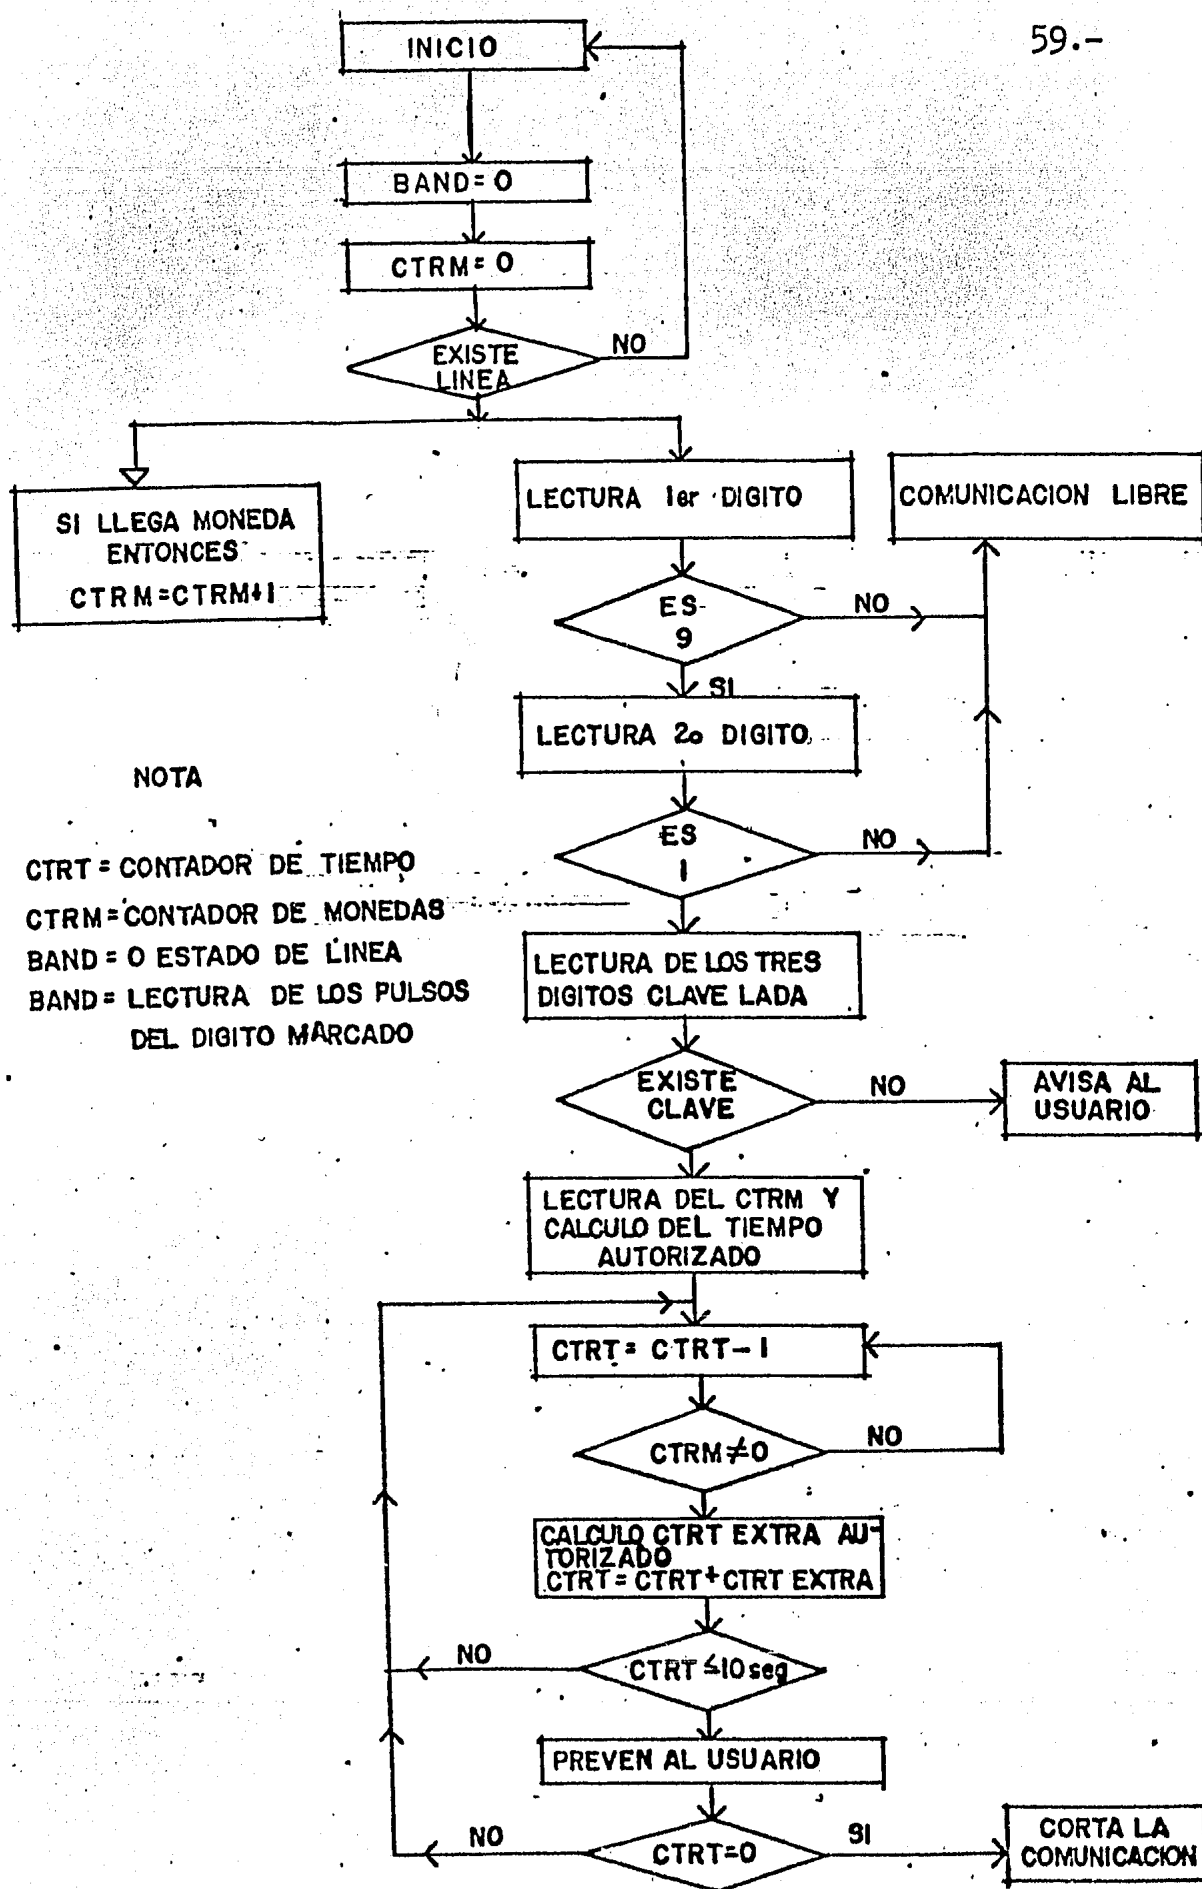 59.-
INICIO
BAND= 0
CTRM= 0
EXISTE
LINEA
NO
SI LLEGA MONEDA
ENTONCES
CTRM=CTRM+1
LECTURA 1er DIGITO
COMUNICACION LIBRE
ES
9
NO
SI
LECTURA 2o DIGITO
ES
1
NO
NOTA
CTRT = CONTADOR DE TIEMPO
CTRM = CONTADOR DE MONEDAS
BAND = 0 ESTADO DE LINEA
BAND = LECTURA DE LOS PULSOS
DEL DIGITO MARCADO
LECTURA DE LOS TRES
DIGITOS CLAVE LADA
EXISTE
CLAVE
NO
AVISA AL
USUARIO
LECTURA DEL CTRM Y
CALCULO DEL TIEMPO
AUTORIZADO
CTRT = CTRT-1
CTRM≠0
NO
CALCULO CTRT EXTRA AU-
TORIZADO
CTRT = CTRT+CTRT EXTRA
NO
CTRT ≤10 seg
PREVEN AL USUARIO
NO
CTRT=0
SI
CORTA LA
COMUNICACION